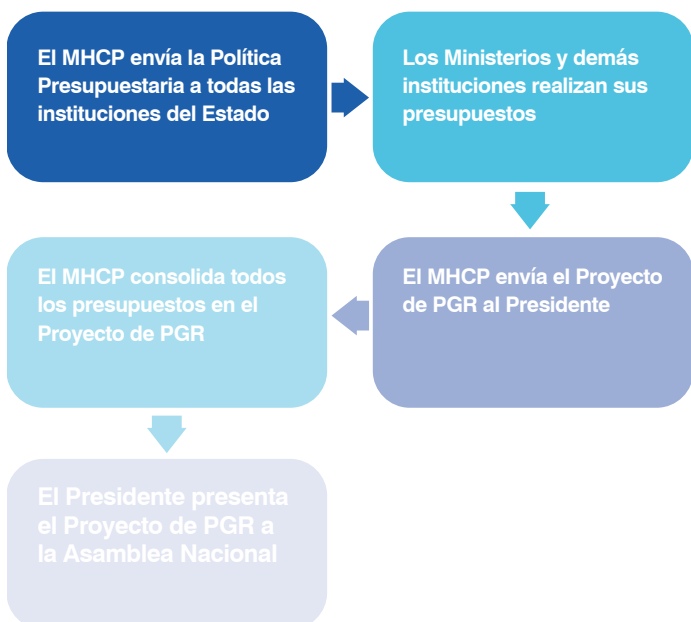 El MHCP envía la Política
Presupuestaria a todas las
instituciones del Estado
Los Ministerios y demás
instituciones realizan sus
presupuestos
El MHCP envía el Proyecto
de PGR al Presidente
El MHCP consolida todos
los presupuestos en el
Proyecto de PGR
El Presidente presenta
el Proyecto de PGR a
la Asamblea Nacional